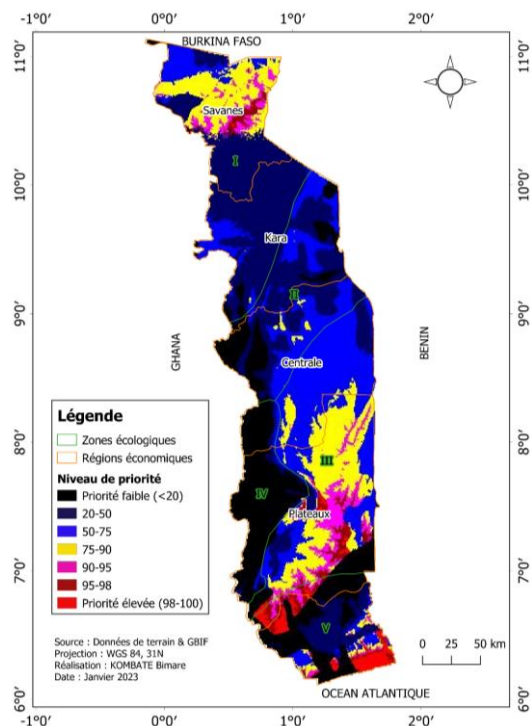 -1°0' 0°0' 1°0' 2°0'
BURKINA FASO
11°0' 11°0'
Savanes
I
10°0' 10°0'
Kara
II
9°0' 9°0'
GHANA
BENIN
Centrale
8°0' 8°0'
III
IV
Plateaux
7°0' 7°0'
V
6°0' 6°0'
OCEAN ATLANTIQUE
Légende
Zones écologiques
Régions économiques
Niveau de priorité
Priorité faible (<20)
20-50
50-75
75-90
90-95
95-98
Priorité élevée (98-100)
Source : Données de terrain & GBIF
Projection : WGS 84, 31N
Réalisation : KOMBATE Bimare
Date : Janvier 2023
0 25 50 km
-1°0' 0°0' 1°0' 2°0'